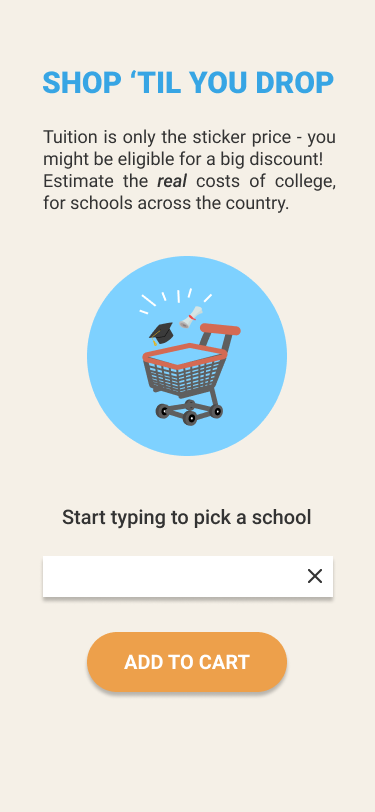 SHOP ‘TIL YOU DROP
Tuition is only the sticker price - you
might be eligible for a big discount!
Estimate the real costs of college,
for schools across the country.
Start typing to pick a school
ADD TO CART